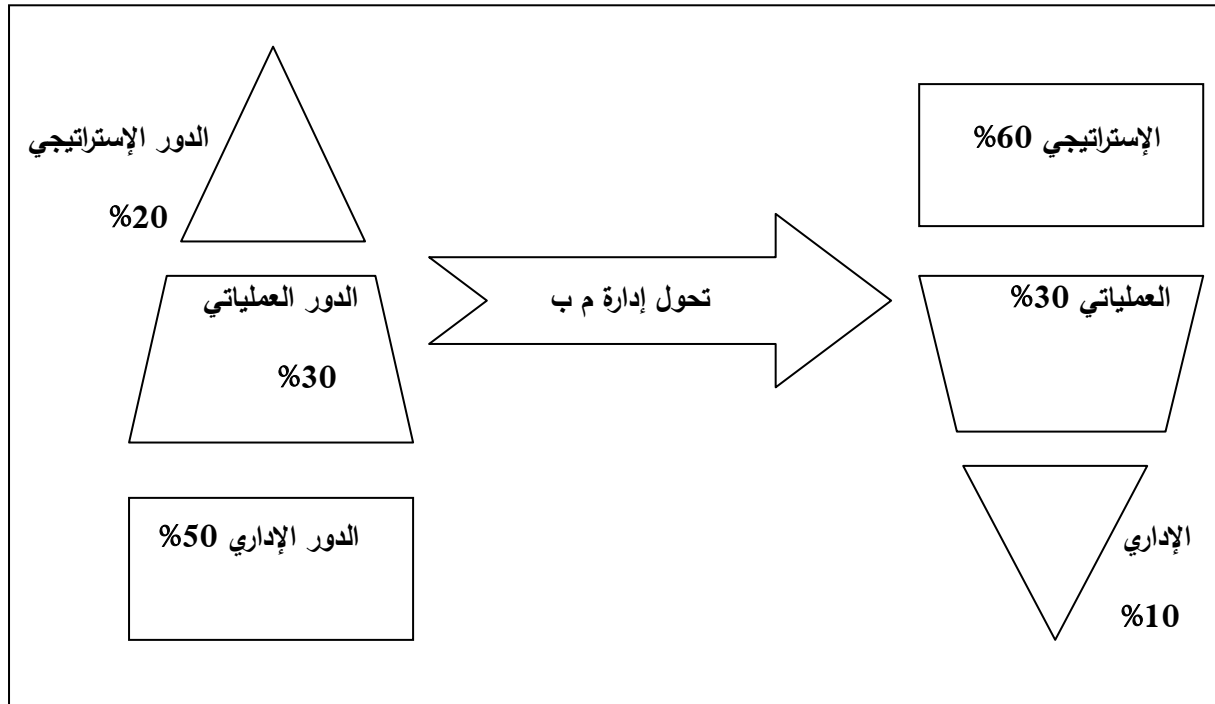 الدور الإستراتيجي
%20
الدور العملياتي
%30
الدور الإداري 50%
تحول إدارة م ب
الإستراتيجي 60%
العملياتي 30%
الإداري
%10